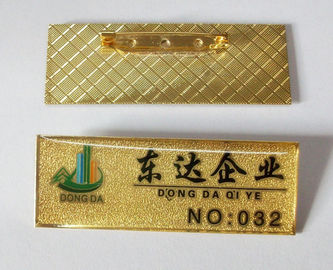 东达企业
DONG DA QI YE
DONG DA
NO:032